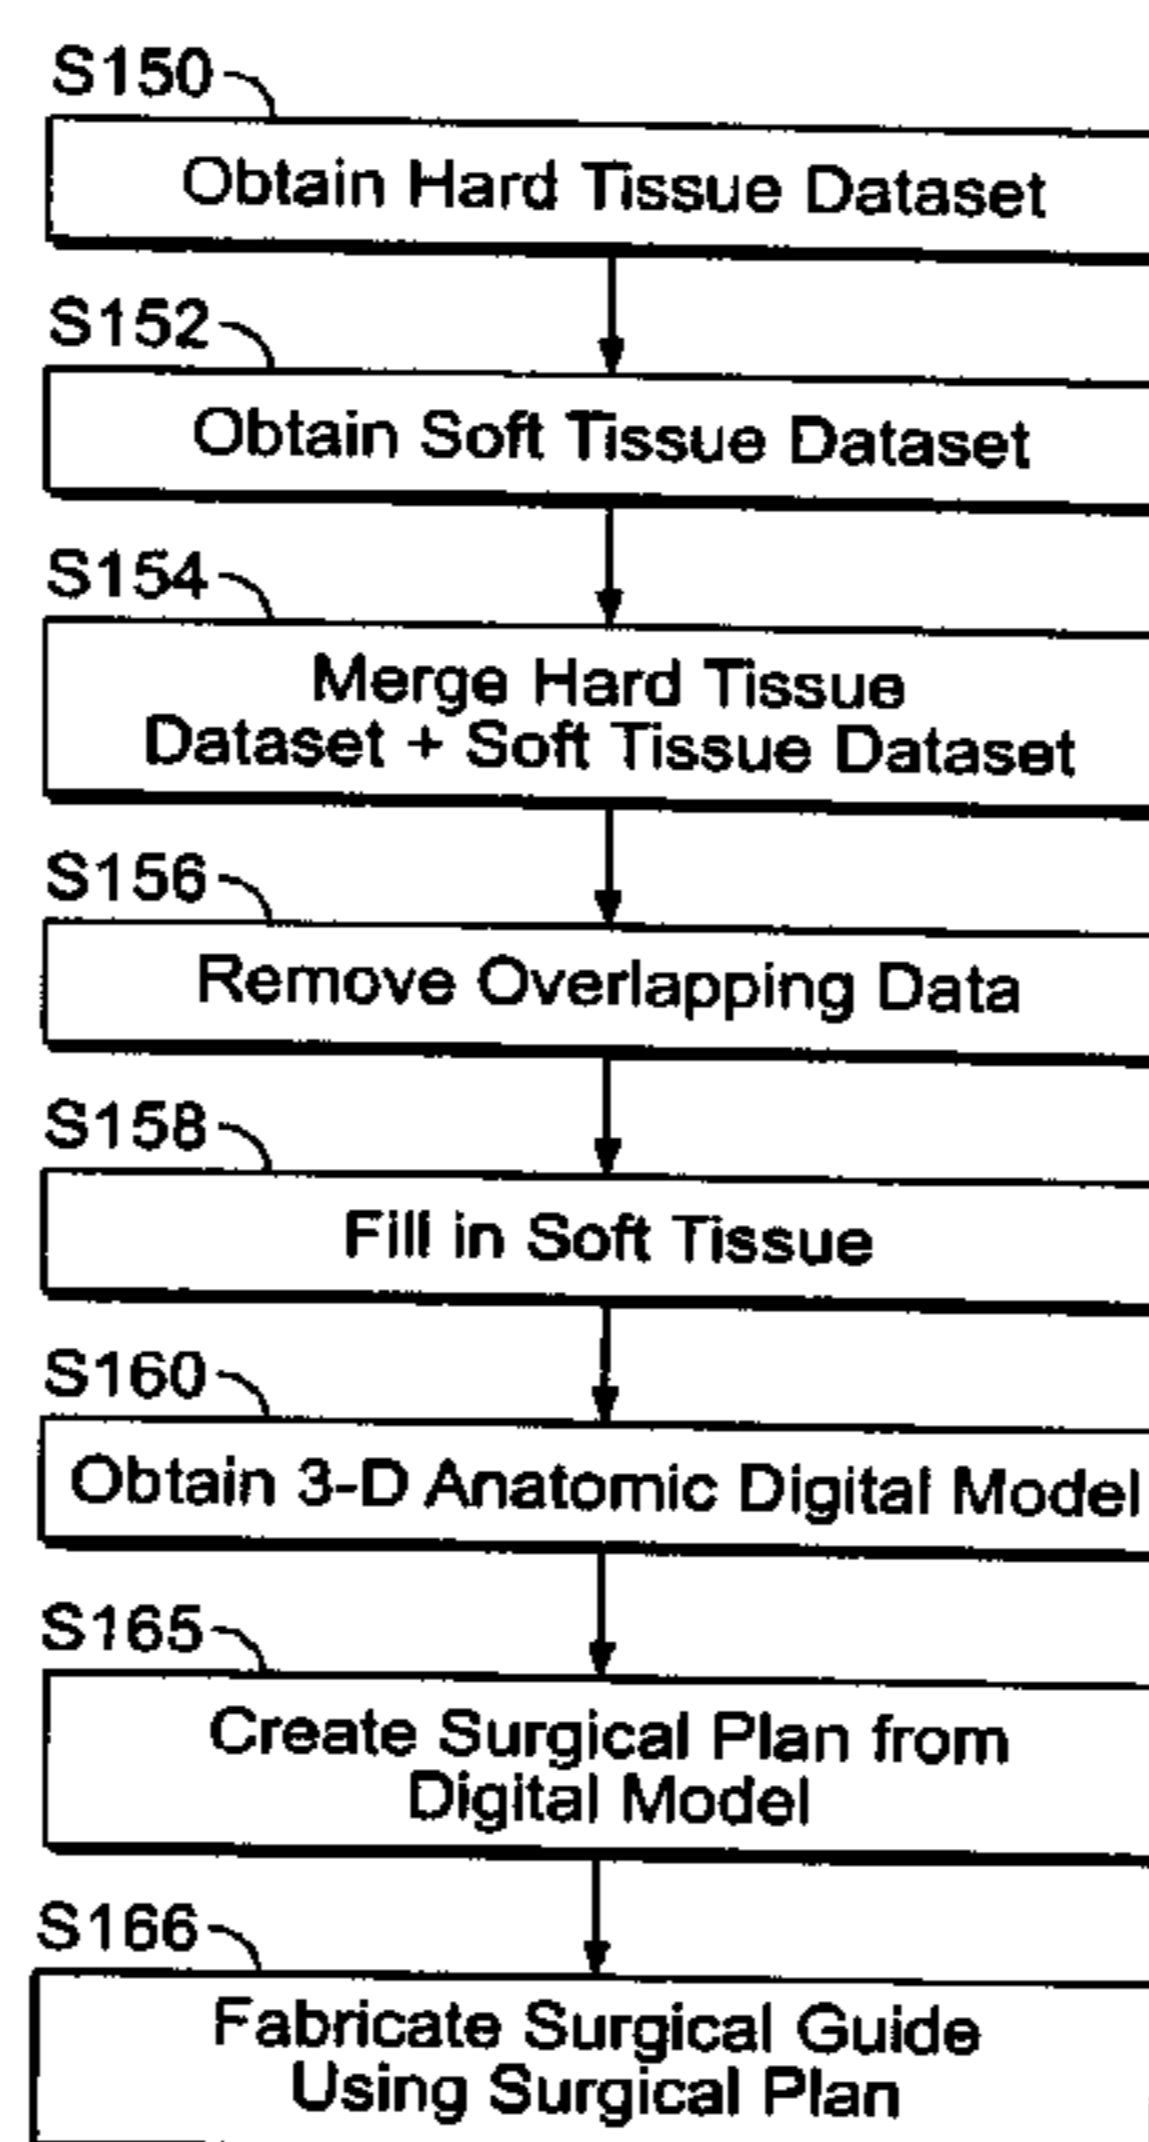 S150
Obtain Hard Tissue Dataset
S152
Obtain Soft Tissue Dataset
S154
Merge Hard Tissue
Dataset + Soft Tissue Dataset
S156
Remove Overlapping Data
S158
Fill in Soft Tissue
S160
Obtain 3-D Anatomic Digital Model
S165
Create Surgical Plan from
Digital Model
S166
Fabricate Surgical Guide
Using Surgical Plan